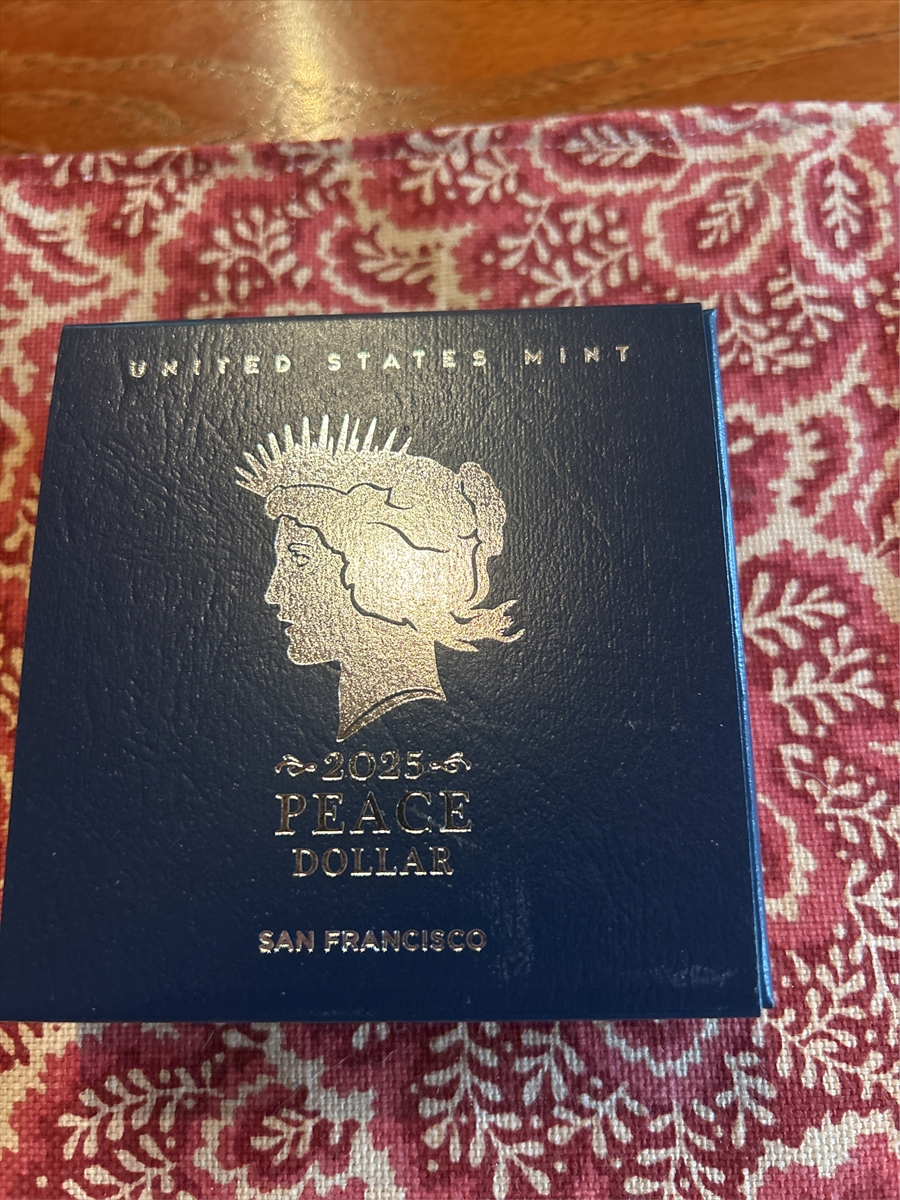 UNITED STATES MINT
2025
PEACE
DOLLAR
SAN FRANCISCO